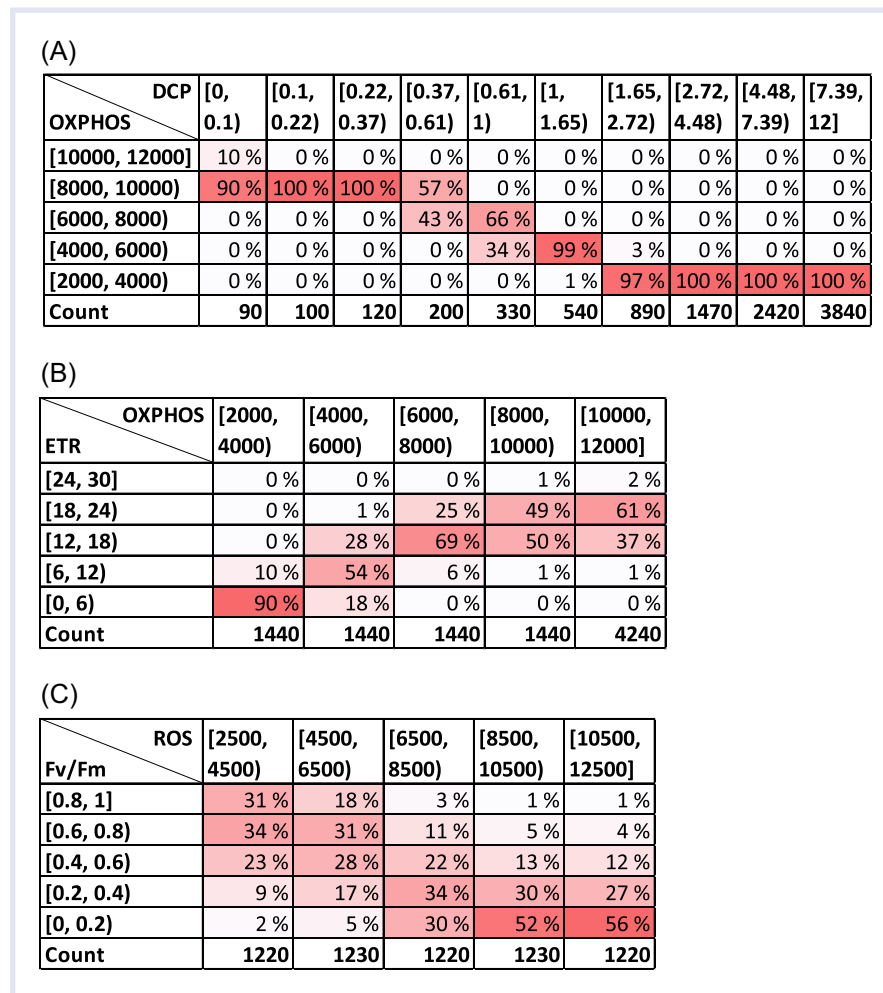 (A)
DCP [0, [0.1, [0.22, [0.37, [0.61, [1, [1.65, [2.72, [4.48, [7.39,
OXPHOS 0.1) 0.22) 0.37) 0.61) 1) 1.65) 2.72) 4.48) 7.39) 12]
[10000, 12000] 10 % 0 % 0 % 0 % 0 % 0 % 0 % 0 % 0 % 0 %
[8000, 10000) 90 % 100 % 100 % 57 % 0 % 0 % 0 % 0 % 0 % 0 %
[6000, 8000) 0 % 0 % 0 % 43 % 66 % 0 % 0 % 0 % 0 % 0 %
[4000, 6000) 0 % 0 % 0 % 0 % 34 % 99 % 3 % 0 % 0 % 0 %
[2000, 4000) 0 % 0 % 0 % 0 % 0 % 1 % 97 % 100 % 100 % 100 %
Count 90 100 120 200 330 540 890 1470 2420 3840
(B)
OXPHOS [2000, [4000, [6000, [8000, [10000,
ETR 4000) 6000) 8000) 10000) 12000]
[24, 30] 0 % 0 % 0 % 1 % 2 %
[18, 24) 0 % 1 % 25 % 49 % 61 %
[12, 18) 0 % 28 % 69 % 50 % 37 %
[6, 12) 10 % 54 % 6 % 1 % 1 %
[0, 6) 90 % 18 % 0 % 0 % 0 %
Count 1440 1440 1440 1440 4240
(C)
ROS [2500, [4500, [6500, [8500, [10500,
Fv/Fm 4500) 6500) 8500) 10500) 12500]
[0.8, 1] 31 % 18 % 3 % 1 % 1 %
[0.6, 0.8) 34 % 31 % 11 % 5 % 4 %
[0.4, 0.6) 23 % 28 % 22 % 13 % 12 %
[0.2, 0.4) 9 % 17 % 34 % 30 % 27 %
[0, 0.2) 2 % 5 % 30 % 52 % 56 %
Count 1220 1230 1220 1230 1220